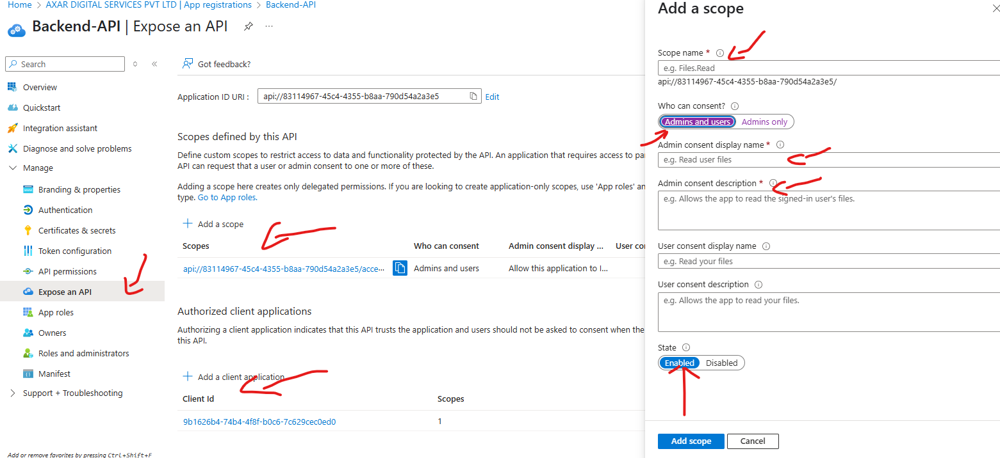 Home > AXAR DIGITAL SERVICES PVT LTD | App registrations > Backend-API
Backend-API | Expose an API
Search
Overview
Quickstart
Integration assistant
Diagnose and solve problems
Manage
Branding & properties
Authentication
Certificates & secrets
Token configuration
API permissions
Expose an API
App roles
Owners
Roles and administrators
Manifest
Support + Troubleshooting
Add or remove favorites by pressing Ctrl+Shift+F
Got feedback?
Application ID URI : api://83114967-45c4-4355-b8aa-790d54a2a3e5 Edit
Scopes defined by this API
Define custom scopes to restrict access to data and functionality protected by the API. An application that requires access to pa
API can request that a user or admin consent to one or more of these.
Adding a scope here creates only delegated permissions. If you are looking to create application-only scopes, use 'App roles' an
type. Go to App roles.
Add a scope
Scopes Who can consent Admin consent display ... User co
api://83114967-45c4-4355-b8aa-790d54a2a3e5/acce... Admins and users Allow this application to I...
Authorized client applications
Authorizing a client application indicates that this API trusts the application and users should not be asked to consent when the
this API.
Add a client application
Client Id Scopes
9b1626b4-74b4-4f8f-b0c6-7c629cec0ed0 1
Add a scope
Scope name *
e.g. Files.Read
api://83114967-45c4-4355-b8aa-790d54a2a3e5/
Who can consent?
Admins and users Admins only
Admin consent display name *
e.g. Read user files
Admin consent description *
e.g. Allows the app to read the signed-in user's files.
User consent display name
e.g. Read your files
User consent description
e.g. Allows the app to read your files.
State
Enabled Disabled
Add scope Cancel